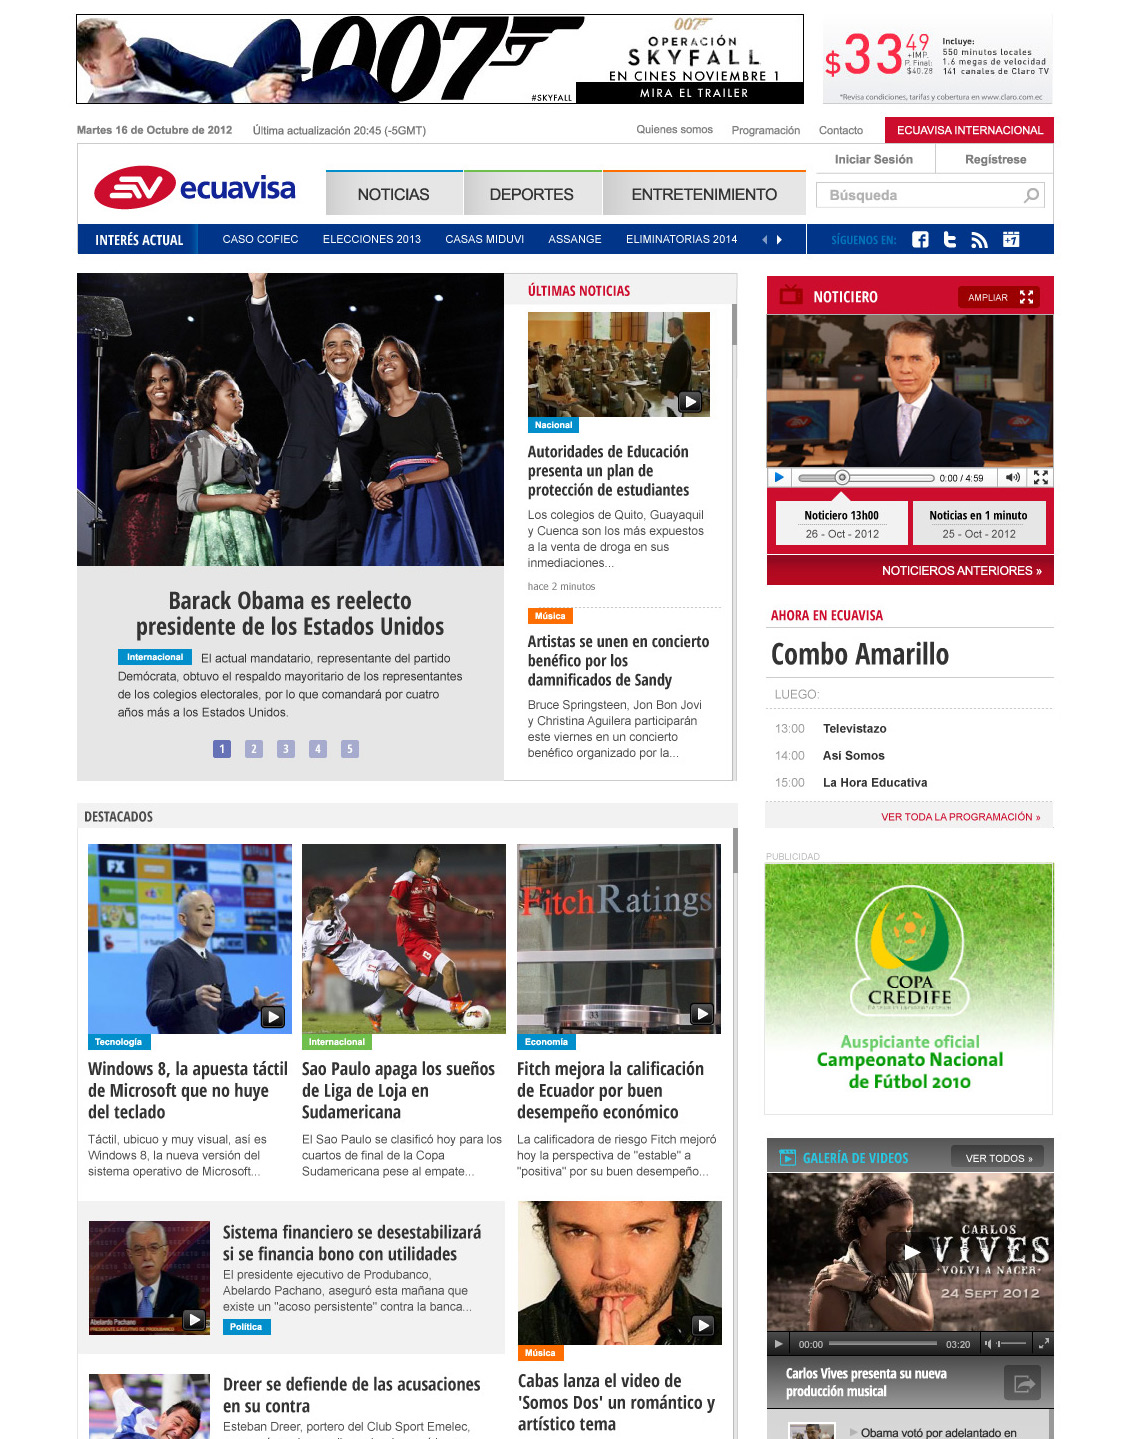 007
007
OPERACIÓN
SKYFALL
EN CINES NOVIEMBRE 1
#SKYFALL
MIRA EL TRAILER
$33.49
+IMP.
P. Final:
$40.28
Incluye:
550 minutos locales
1.6 megas de velocidad
141 canales de Claro TV
*Revisa condiciones, tarifas y cobertura en www.claro.com.ec
Martes 16 de Octubre de 2012
Última actualización 20:45 (-5GMT)
Quienes somos
Programación
Contacto
ECUAVISA INTERNACIONAL
ecuavisa
NOTICIAS
DEPORTES
ENTRETENIMIENTO
Iniciar Sesión
Regístrese
Búsqueda
INTERÉS ACTUAL
CASO COFIEC
ELECCIONES 2013
CASAS MIDUVI
ASSANGE
ELIMINATORIAS 2014
SÍGUENOS EN:
+1
Barack Obama es reelecto
presidente de los Estados Unidos
Internacional
El actual mandatario, representante del partido
Demócrata, obtuvo el respaldo mayoritario de los representantes
de los colegios electorales, por lo que comandará por cuatro
años más a los Estados Unidos.
1 2 3 4 5
ÚLTIMAS NOTICIAS
Nacional
Autoridades de Educación
presenta un plan de
protección de estudiantes
Los colegios de Quito, Guayaquil
y Cuenca son los más expuestos
a la venta de droga en sus
inmediaciones...
hace 2 minutos
Música
Artistas se unen en concierto
benéfico por los
damnificados de Sandy
Bruce Springsteen, Jon Bon Jovi
y Christina Aguilera participarán
este viernes en un concierto
benéfico organizado por la...
NOTICIERO
AMPLIAR
0:00 / 4:59
Noticiero 13h00
26 - Oct - 2012
Noticias en 1 minuto
25 - Oct - 2012
NOTICIEROS ANTERIORES »
AHORA EN ECUAVISA
Combo Amarillo
LUEGO:
13:00 Televistazo
14:00 Así Somos
15:00 La Hora Educativa
VER TODA LA PROGRAMACIÓN »
PUBLICIDAD
COPA
CREDIFE
Auspiciante oficial
Campeonato Nacional
de Fútbol 2010
DESTACADOS
FX
Tecnología
Windows 8, la apuesta táctil
de Microsoft que no huye
del teclado
Táctil, ubicuo y muy visual, así es
Windows 8, la nueva versión del
sistema operativo de Microsoft...
Internacional
Sao Paulo apaga los sueños
de Liga de Loja en
Sudamericana
El Sao Paulo se clasificó hoy para los
cuartos de final de la Copa
Sudamericana pese al empate...
FitchRatings
33
Economía
Fitch mejora la calificación
de Ecuador por buen
desempeño económico
La calificadora de riesgo Fitch mejoró
hoy la perspectiva de "estable" a
"positiva" por su buen desempeño...
Abelardo Pachano
PRESIDENTE EJECUTIVO DE PRODUBANCO
Sistema financiero se desestabilizará
si se financia bono con utilidades
El presidente ejecutivo de Produbanco,
Abelardo Pachano, aseguró esta mañana que
existe un "acoso persistente" contra la banca...
Política
Dreer se defiende de las acusaciones
en su contra
Esteban Dreer, portero del Club Sport Emelec,
Música
Cabas lanza el video de
'Somos Dos' un romántico y
artístico tema
GALERÍA DE VIDEOS
VER TODOS »
CARLOS
VIVES
·VOLVÍ A NACER·
24 SEPT 2012
00:00
03:20
Carlos Vives presenta su nueva
producción musical
Obama votó por adelantado en